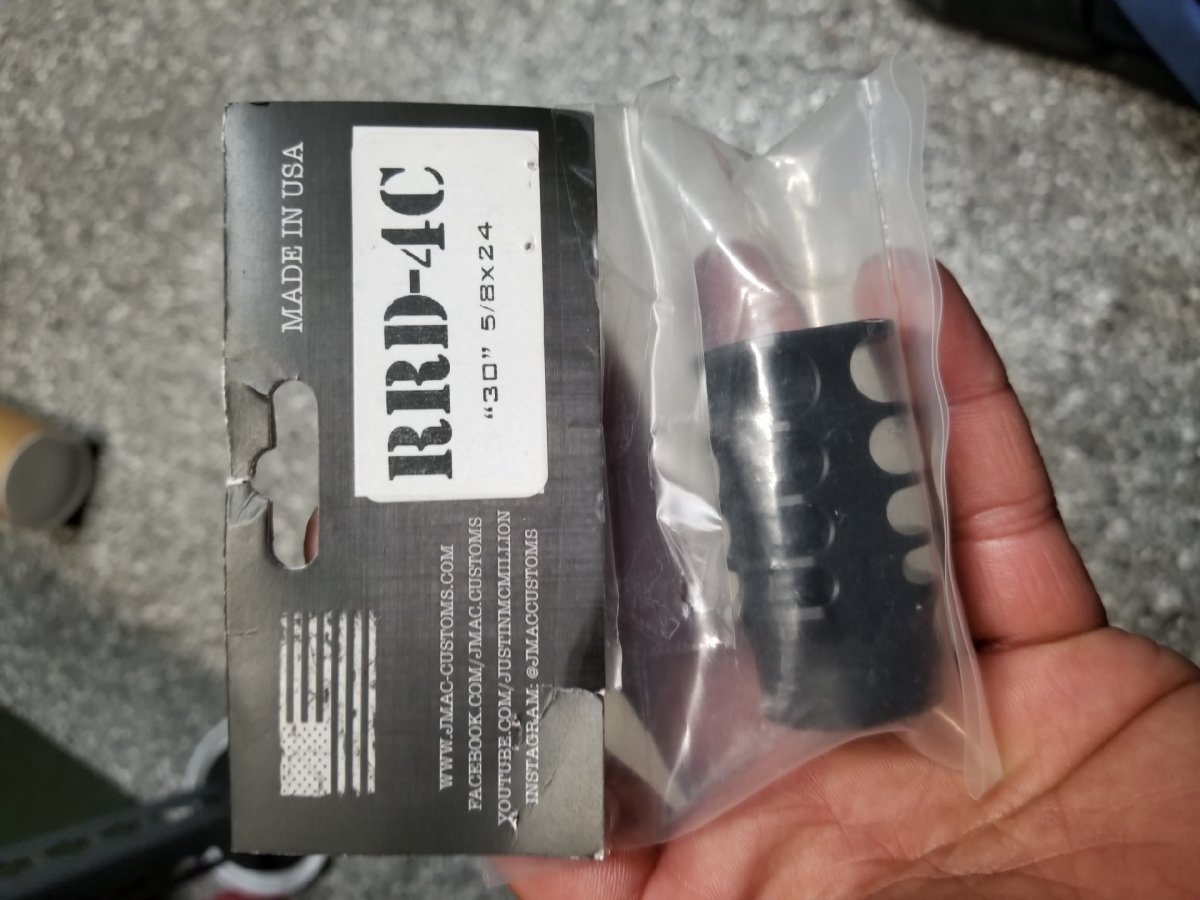 MADE IN USA
RRD-4C
“30” 5/8X24
WWW.JMAC-CUSTOMS.COM
FACEBOOK.COM/JMAC.CUSTOMS
YOUTUBE.COM/JUSTINMCMILLION
INSTAGRAM: @JMACCUSTOMS